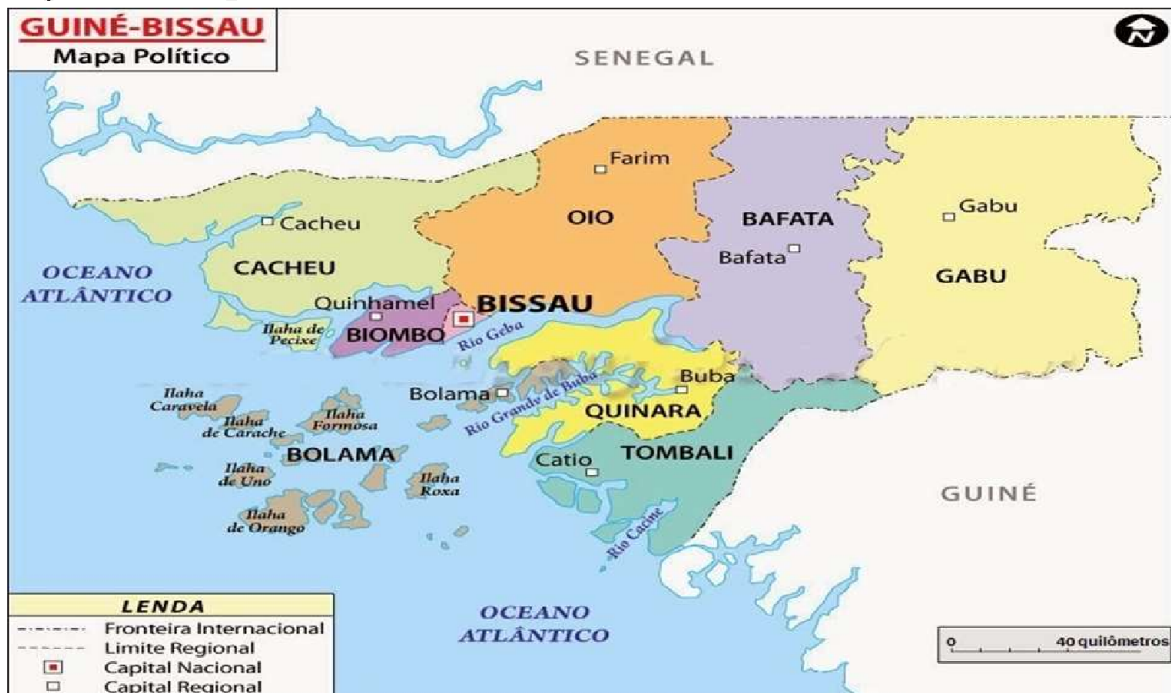 GUINÉ-BISSAU
Mapa Político
N
SENEGAL
Farim
OIO
BAFATA
Gabu
Cacheu
Bafata
CACHEU
GABU
OCEANO
ATLÂNTICO
Quinhamel
BISSAU
BIOMBO
Rio Geba
Ilaha de
Pecixe
Buba
Bolama
Rio Grandv de Buba
QUINARA
Ilaha
Caravela
Ilaha
de Carache
Ilaha
Formosa
BOLAMA
TOMBALI
Catio
Ilaha
de Uno
Ilaha
Roxa
GUINÉ
Ilaha
de Orango
Rio Cacine
OCEANO
ATLÂNTICO
LENDA
Fronteira Internacional
Limite Regional
Capital Nacional
Capital Regional
0 40 quilômetros